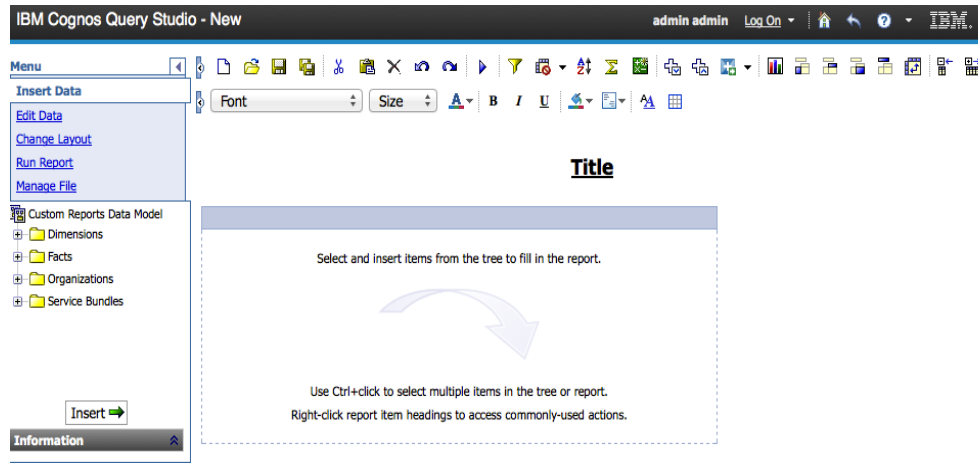 IBM Cognos Query Studio - New
admin admin Log On IBM.
Menu
Insert Data
Edit Data
Change Layout
Run Report
Manage File
Font Size A B I U AA
Title
Custom Reports Data Model
Dimensions
Facts
Organizations
Service Bundles
Select and insert items from the tree to fill in the report.
Use Ctrl+click to select multiple items in the tree or report.
Right-click report item headings to access commonly-used actions.
Insert
Information